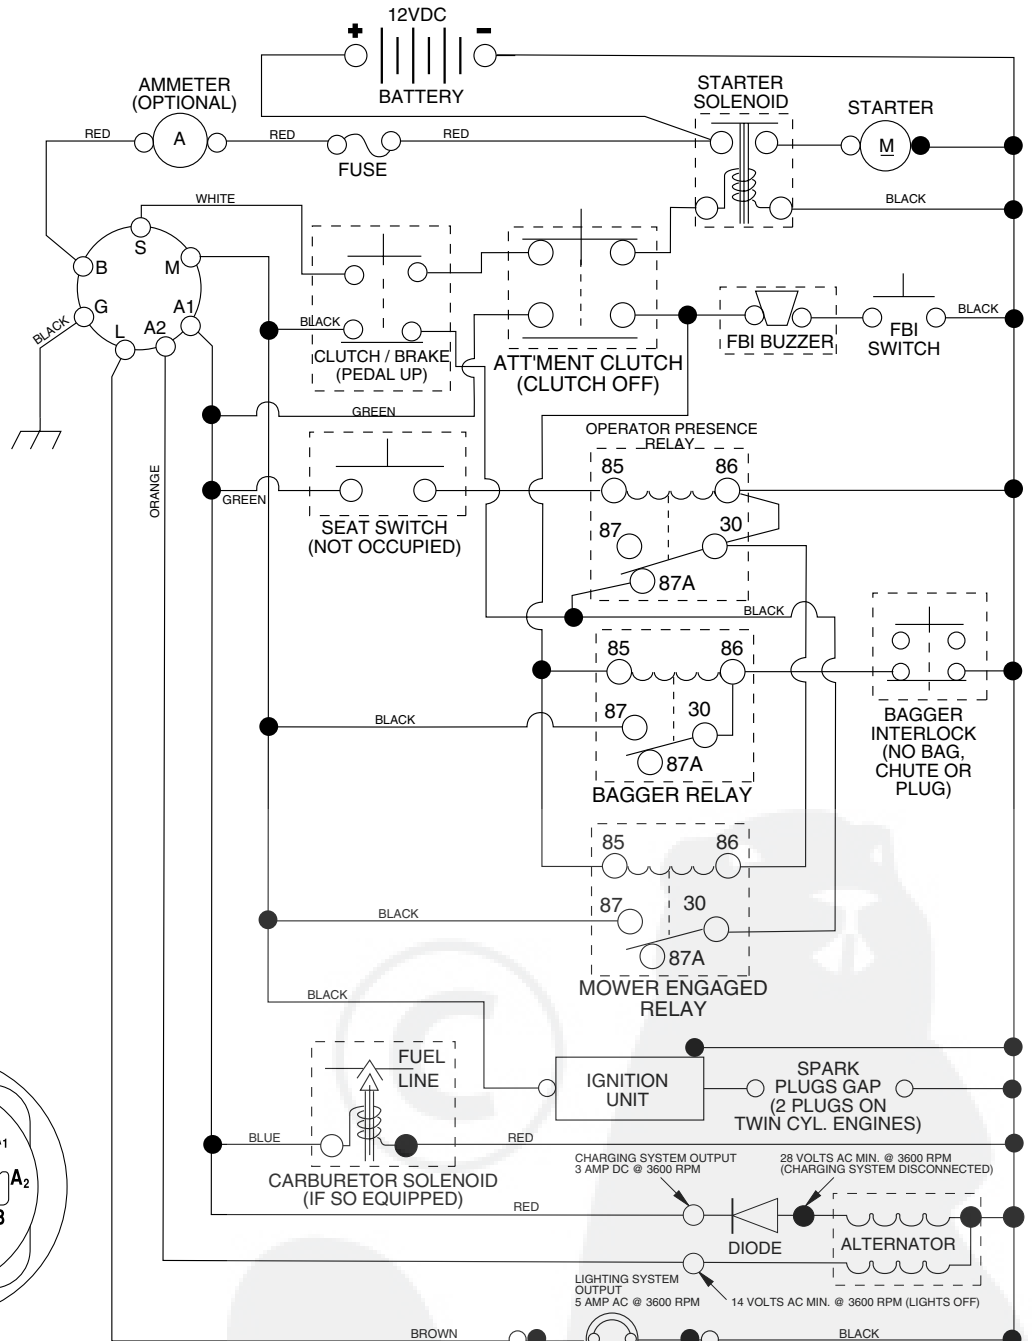 12VDC
+
-
BATTERY
AMMETER
(OPTIONAL)
A
RED
RED
RED
FUSE
STARTER
SOLENOID
STARTER
M
BLACK
WHITE
S
B
M
G
A1
L
A2
BLACK
BLACK
CLUTCH / BRAKE
(PEDAL UP)
ATT'MENT CLUTCH
(CLUTCH OFF)
FBI BUZZER
FBI
SWITCH
BLACK
GREEN
ORANGE
GREEN
SEAT SWITCH
(NOT OCCUPIED)
OPERATOR PRESENCE
RELAY
85
86
87
30
87A
BLACK
85
86
87
30
87A
BLACK
BAGGER RELAY
BAGGER
INTERLOCK
(NO BAG,
CHUTE OR
PLUG)
85
86
87
30
87A
BLACK
MOWER ENGAGED
RELAY
BLACK
C
FUEL
LINE
IGNITION
UNIT
SPARK
PLUGS GAP
(2 PLUGS ON
TWIN CYL. ENGINES)
BLUE
RED
CARBURETOR SOLENOID
(IF SO EQUIPPED)
CHARGING SYSTEM OUTPUT
3 AMP DC @ 3600 RPM
28 VOLTS AC MIN. @ 3600 RPM
(CHARGING SYSTEM DISCONNECTED)
RED
DIODE
ALTERNATOR
LIGHTING SYSTEM
OUTPUT
5 AMP AC @ 3600 RPM
14 VOLTS AC MIN. @ 3600 RPM (LIGHTS OFF)
BROWN
BLACK
A2